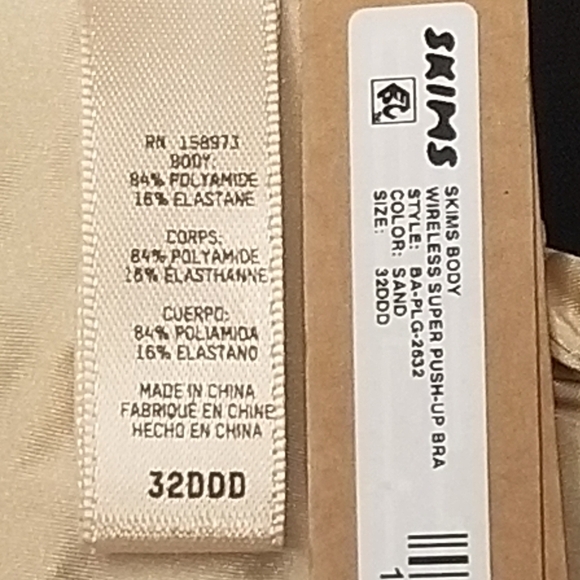 RN 158973
BODY:
84% POLYAMIDE
16% ELASTANE
CORPS:
84% POLYAMIDE
16% ELASTHANNE
CUERPO:
84% POLIAMIDA
16% ELASTANO
MADE IN CHINA
FABRIQUÉ EN CHINE
HECHO EN CHINA
32DDD
SKIMS
SKIMS BODY
WIRELESS SUPER PUSH-UP BRA
STYLE: BA-PLG-2632
COLOR: SAND
SIZE: 32DDD
1